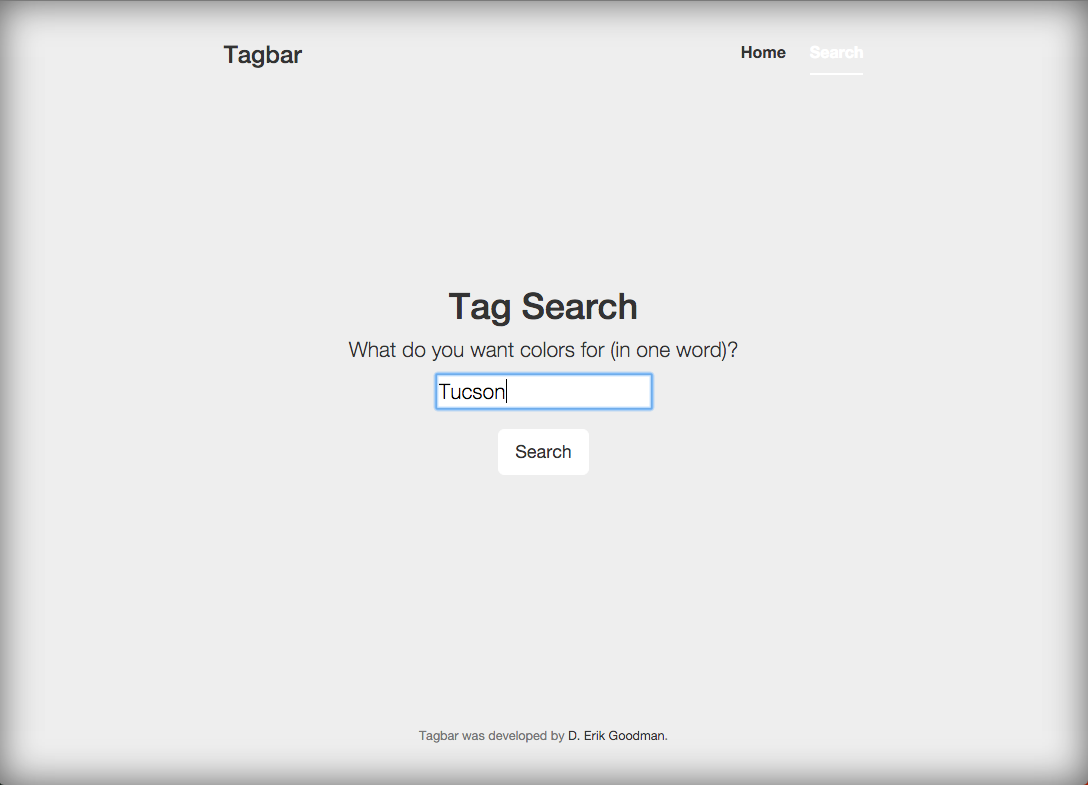 Tagbar
Home Search
Tag Search
What do you want colors for (in one word)?
Tucson
Search
Tagbar was developed by D. Erik Goodman.